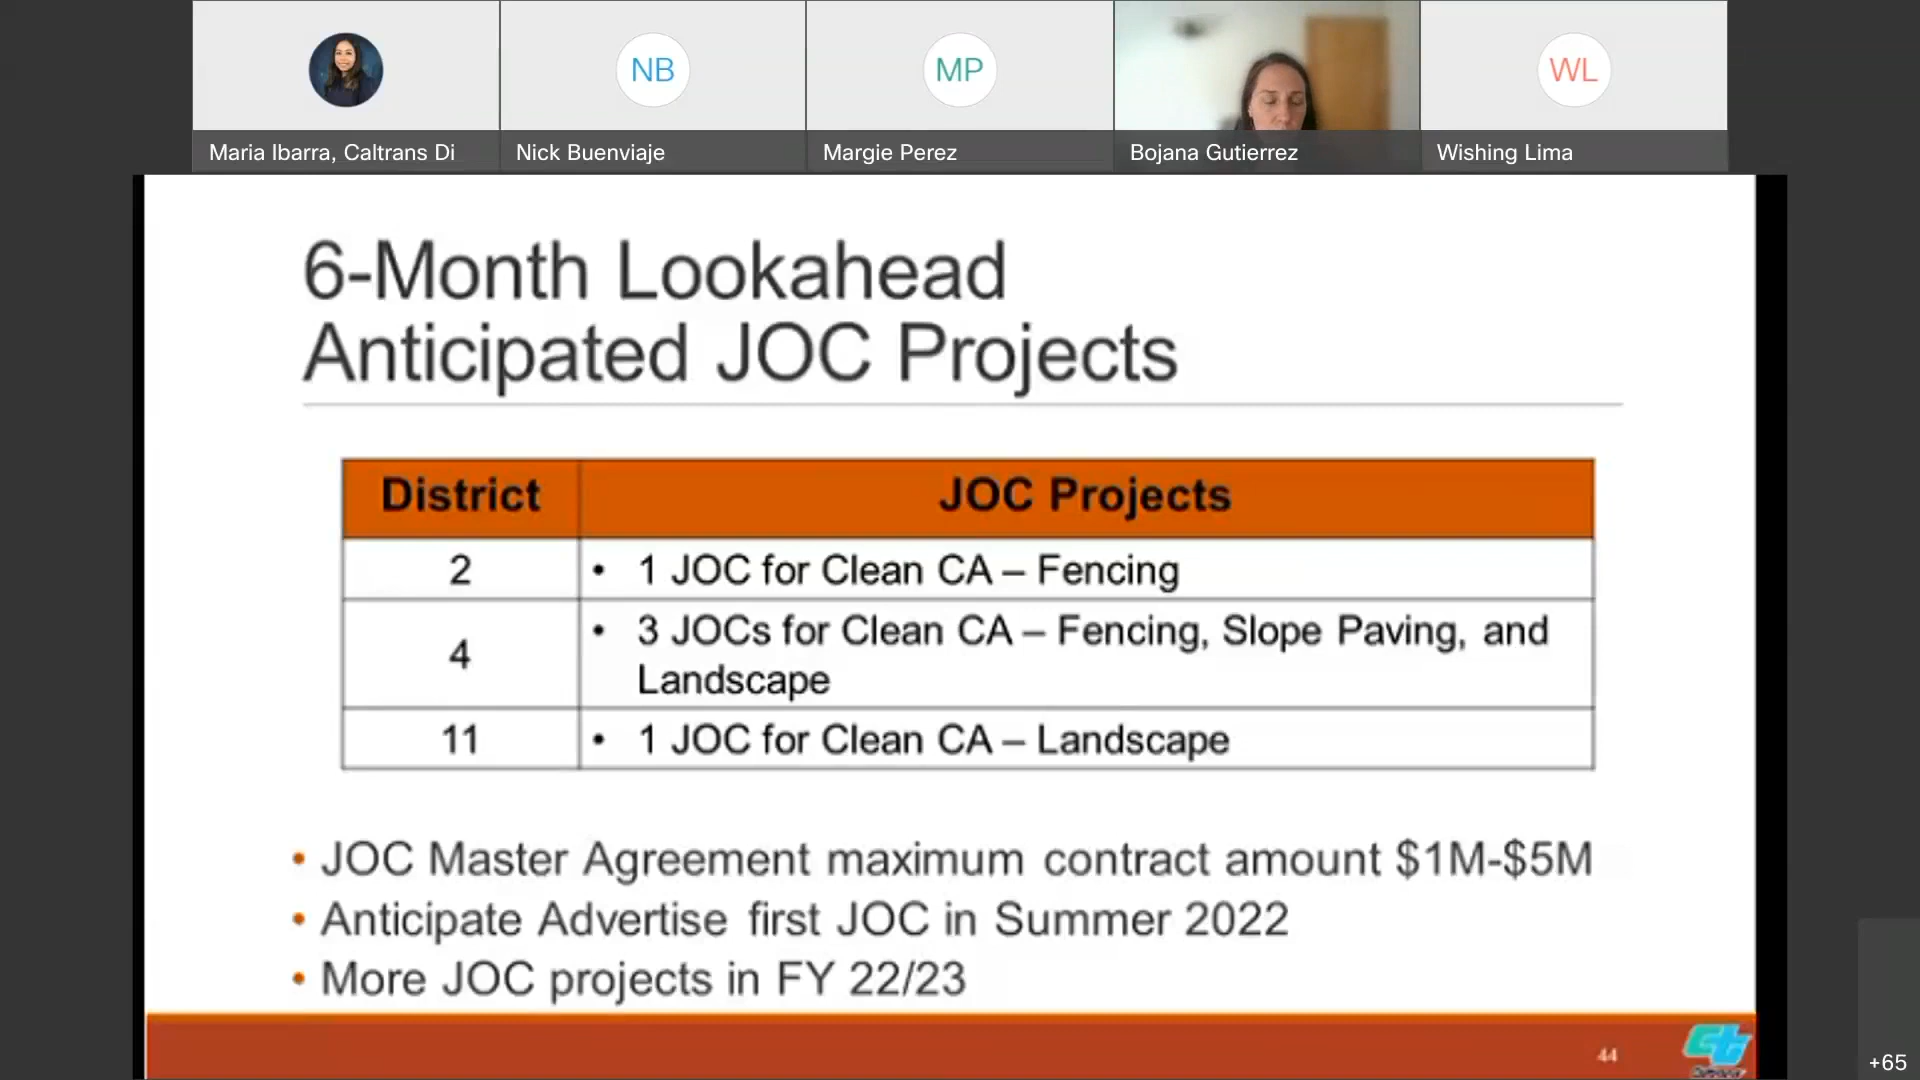 NB
MP
WL
Maria Ibarra, Caltrans Di
Nick Buenviaje
Margie Perez
Bojana Gutierrez
Wishing Lima
6-Month Lookahead
Anticipated JOC Projects
District
JOC Projects
2
• 1 JOC for Clean CA – Fencing
4
• 3 JOCs for Clean CA – Fencing, Slope Paving, and
Landscape
11
• 1 JOC for Clean CA – Landscape
• JOC Master Agreement maximum contract amount $1M-$5M
• Anticipate Advertise first JOC in Summer 2022
• More JOC projects in FY 22/23
44
+65